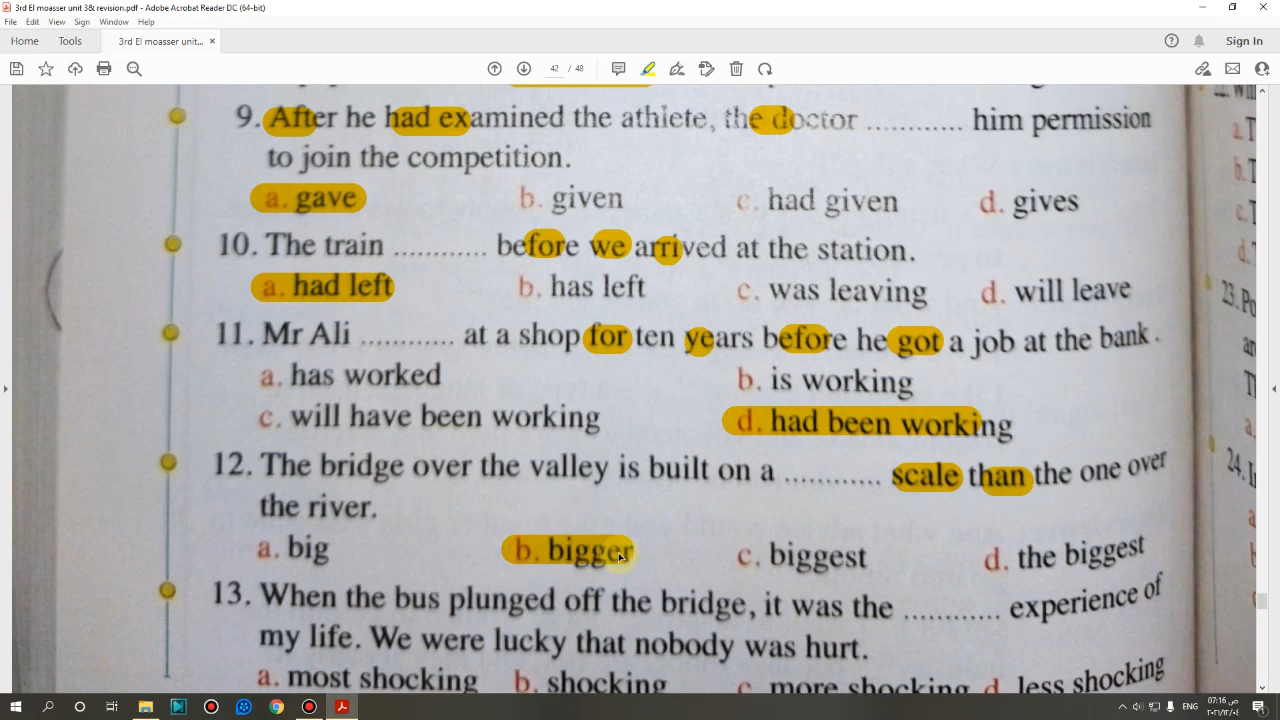 3rd El moasser unit 3& revision.pdf - Adobe Acrobat Reader DC (64-bit)
File Edit View Sign Window Help
Home Tools 3rd El moasser unit... × Sign In
42 / 48
9. After he had examined the athlete, the doctor ............ him permission
to join the competition.
a. gave b. given c. had given d. gives
10. The train ............ before we arrived at the station.
a. had left b. has left c. was leaving d. will leave
11. Mr Ali ............ at a shop for ten years before he got a job at the bank.
a. has worked b. is working
c. will have been working d. had been working
12. The bridge over the valley is built on a ............ scale than the one over
the river.
a. big b. bigger c. biggest d. the biggest
13. When the bus plunged off the bridge, it was the ............ experience of
my life. We were lucky that nobody was hurt.
a. most shocking b. shocking c. more shocking d. less shocking
a.
b.
c.
d.
23. Po
a.
24.
ENG
07:16 ص